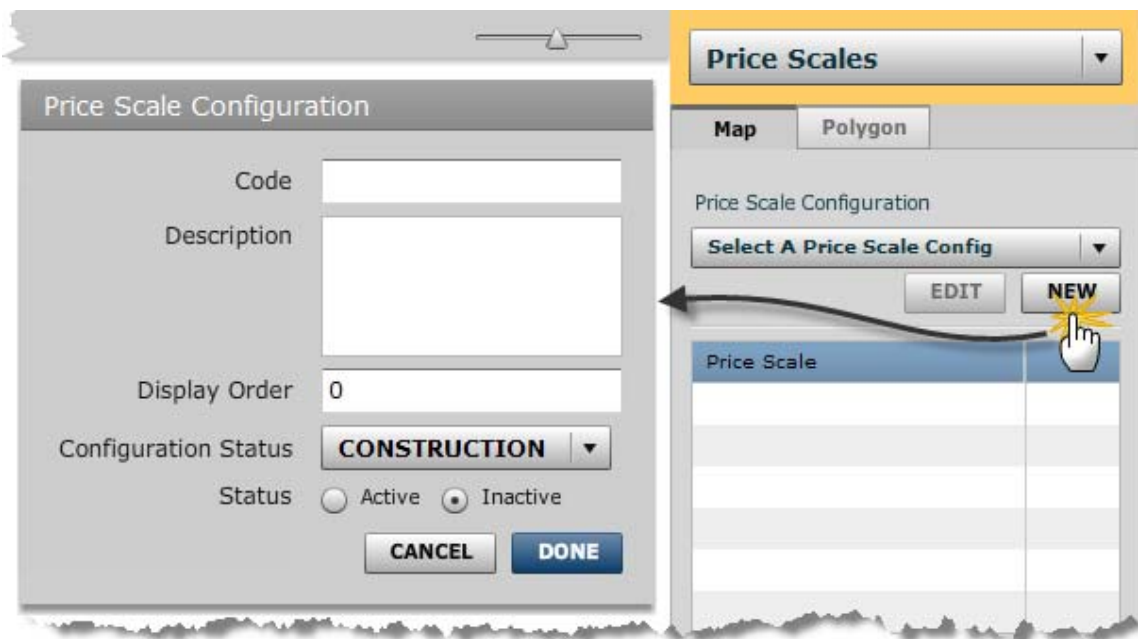 Price Scale Configuration
Code
Description
Display Order 0
Configuration Status CONSTRUCTION
Status Active Inactive
CANCEL DONE
Price Scales
Map Polygon
Price Scale Configuration
Select A Price Scale Config
EDIT NEW
Price Scale